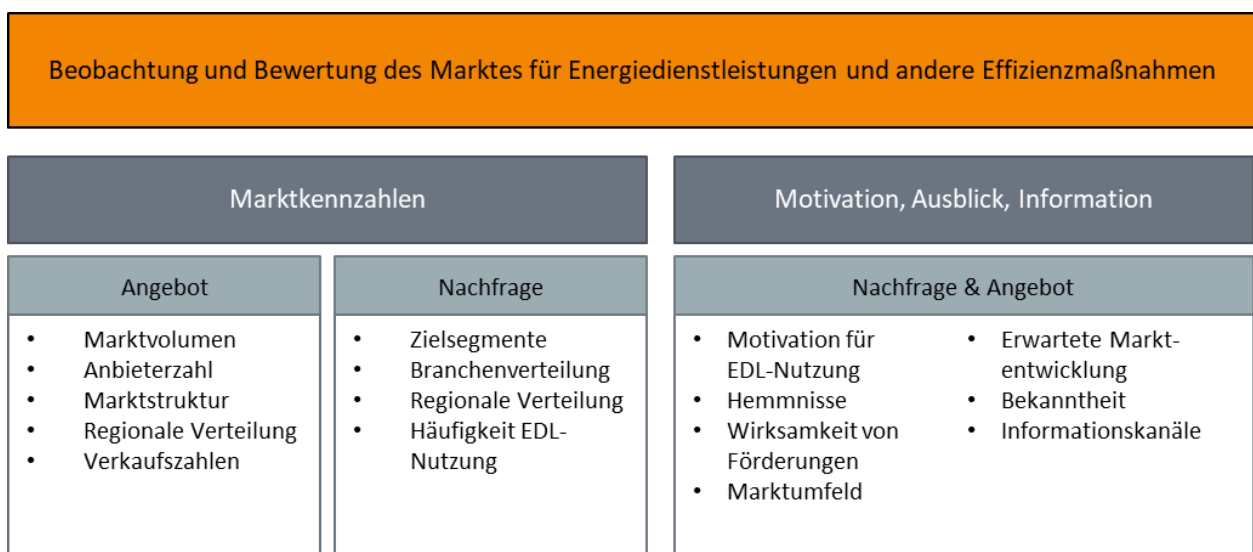 Beobachtung und Bewertung des Marktes für Energiedienstleistungen und andere Effizienzmaßnahmen
Marktkennzahlen
Motivation, Ausblick, Information
Angebot
• Marktvolumen
• Anbieterzahl
• Marktstruktur
• Regionale Verteilung
• Verkaufszahlen
Nachfrage
• Zielsegmente
• Branchenverteilung
• Regionale Verteilung
• Häufigkeit EDL-
Nutzung
Nachfrage & Angebot
• Motivation für
EDL-Nutzung
• Hemmnisse
• Wirksamkeit von
Förderungen
• Marktumfeld
• Erwartete Markt-
entwicklung
• Bekanntheit
• Informationskanäle